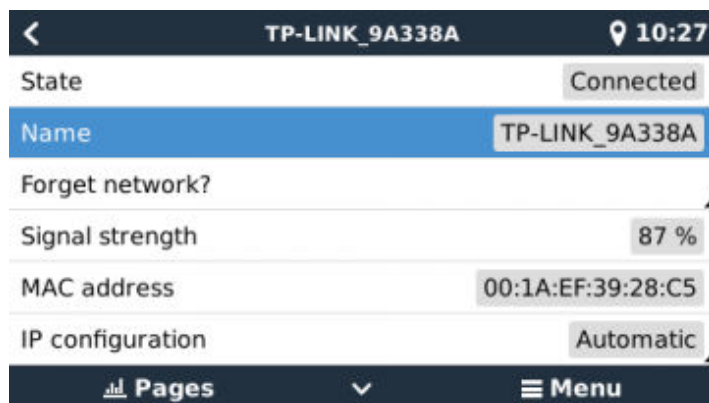 TP-LINK_9A338A 10:27
State Connected
Name TP-LINK_9A338A
Forget network?
Signal strength 87 %
MAC address 00:1A:EF:39:28:C5
IP configuration Automatic
Pages Menu